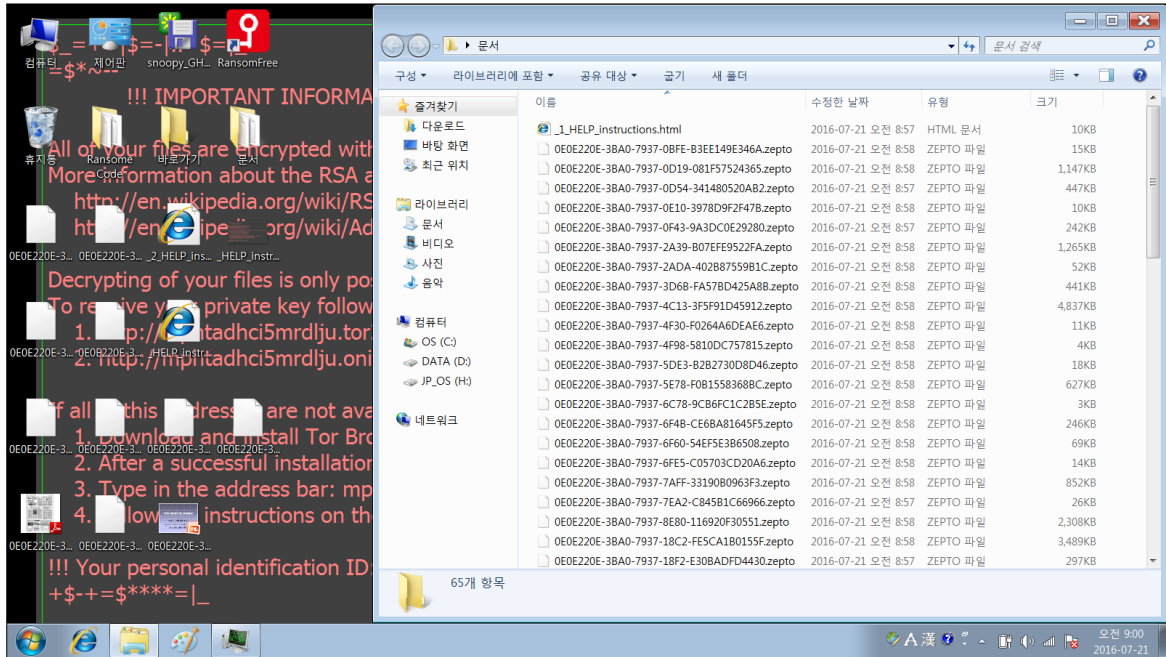 컴퓨터
제어판
snoopy_GH...
RansomFree
$_=+
|$=-|..
$=|_
=$*~--
!!! IMPORTANT INFORMA
휴지통
Ransome Code
바로가기
문서
All of your files are encrypted with
More information about the RSA a
http://en.wikipedia.org/wiki/RS
0E0E220E-3...
0E0E220E-3...
_2_HELP_ins...
_HELP_instr...
Decrypting of your files is only po
To receive your private key follow
0E0E220E-3...
0E0E220E-3...
_HELP_instr...
2. http://mphtadhci5mrdlju.oni
If all of this addresses are not ava
1. Download and install Tor Bro
0E0E220E-3...
0E0E220E-3...
0E0E220E-3...
0E0E220E-3...
2. After a successful installation
3. Type in the address bar: mp
4. Follow instructions on th
0E0E220E-3...
0E0E220E-3...
0E0E220E-3...
!!! Your personal identification ID:
+$-+=$****=|_
문서
문서 검색
구성
라이브러리에 포함
공유 대상
굽기
새 폴더
즐겨찾기
다운로드
바탕 화면
최근 위치
라이브러리
문서
비디오
사진
음악
컴퓨터
OS (C:)
DATA (D:)
JP_OS (H:)
네트워크
이름 수정한 날짜 유형 크기
_1_HELP_instructions.html 2016-07-21 오전 8:57 HTML 문서 10KB
0E0E220E-3BA0-7937-0BFE-B3EE149E346A.zepto 2016-07-21 오전 8:58 ZEPTO 파일 15KB
0E0E220E-3BA0-7937-0D19-081F57524365.zepto 2016-07-21 오전 8:58 ZEPTO 파일 1,147KB
0E0E220E-3BA0-7937-0D54-341480520AB2.zepto 2016-07-21 오전 8:57 ZEPTO 파일 447KB
0E0E220E-3BA0-7937-0E10-3978D9F2F47B.zepto 2016-07-21 오전 8:58 ZEPTO 파일 10KB
0E0E220E-3BA0-7937-0F43-9A3DC0E29280.zepto 2016-07-21 오전 8:57 ZEPTO 파일 242KB
0E0E220E-3BA0-7937-2A39-B07EFE9522FA.zepto 2016-07-21 오전 8:58 ZEPTO 파일 1,265KB
0E0E220E-3BA0-7937-2ADA-402B87559B1C.zepto 2016-07-21 오전 8:58 ZEPTO 파일 52KB
0E0E220E-3BA0-7937-3D6B-FA57BD425A8B.zepto 2016-07-21 오전 8:58 ZEPTO 파일 441KB
0E0E220E-3BA0-7937-4C13-3F5F91D45912.zepto 2016-07-21 오전 8:58 ZEPTO 파일 4,837KB
0E0E220E-3BA0-7937-4F30-F0264A6DEAE6.zepto 2016-07-21 오전 8:58 ZEPTO 파일 11KB
0E0E220E-3BA0-7937-4F98-5810DC757815.zepto 2016-07-21 오전 8:58 ZEPTO 파일 4KB
0E0E220E-3BA0-7937-5DE3-B2B2730D8D46.zepto 2016-07-21 오전 8:58 ZEPTO 파일 18KB
0E0E220E-3BA0-7937-5E78-F0B1558368BC.zepto 2016-07-21 오전 8:58 ZEPTO 파일 627KB
0E0E220E-3BA0-7937-6C78-9CB6FC1C2B5E.zepto 2016-07-21 오전 8:58 ZEPTO 파일 3KB
0E0E220E-3BA0-7937-6F4B-CE6BA81645F5.zepto 2016-07-21 오전 8:58 ZEPTO 파일 246KB
0E0E220E-3BA0-7937-6F60-54EF5E3B6508.zepto 2016-07-21 오전 8:58 ZEPTO 파일 69KB
0E0E220E-3BA0-7937-6FE5-C05703CD20A6.zepto 2016-07-21 오전 8:58 ZEPTO 파일 14KB
0E0E220E-3BA0-7937-7AFF-33190B0963F3.zepto 2016-07-21 오전 8:58 ZEPTO 파일 852KB
0E0E220E-3BA0-7937-7EA2-C845B1C66966.zepto 2016-07-21 오전 8:57 ZEPTO 파일 26KB
0E0E220E-3BA0-7937-8E80-116920F30551.zepto 2016-07-21 오전 8:58 ZEPTO 파일 2,308KB
0E0E220E-3BA0-7937-18C2-FE5CA1B0155F.zepto 2016-07-21 오전 8:58 ZEPTO 파일 3,489KB
0E0E220E-3BA0-7937-18F2-E30BADFD4430.zepto 2016-07-21 오전 8:57 ZEPTO 파일 297KB
65개 항목
A 漢
오전 9:00
2016-07-21